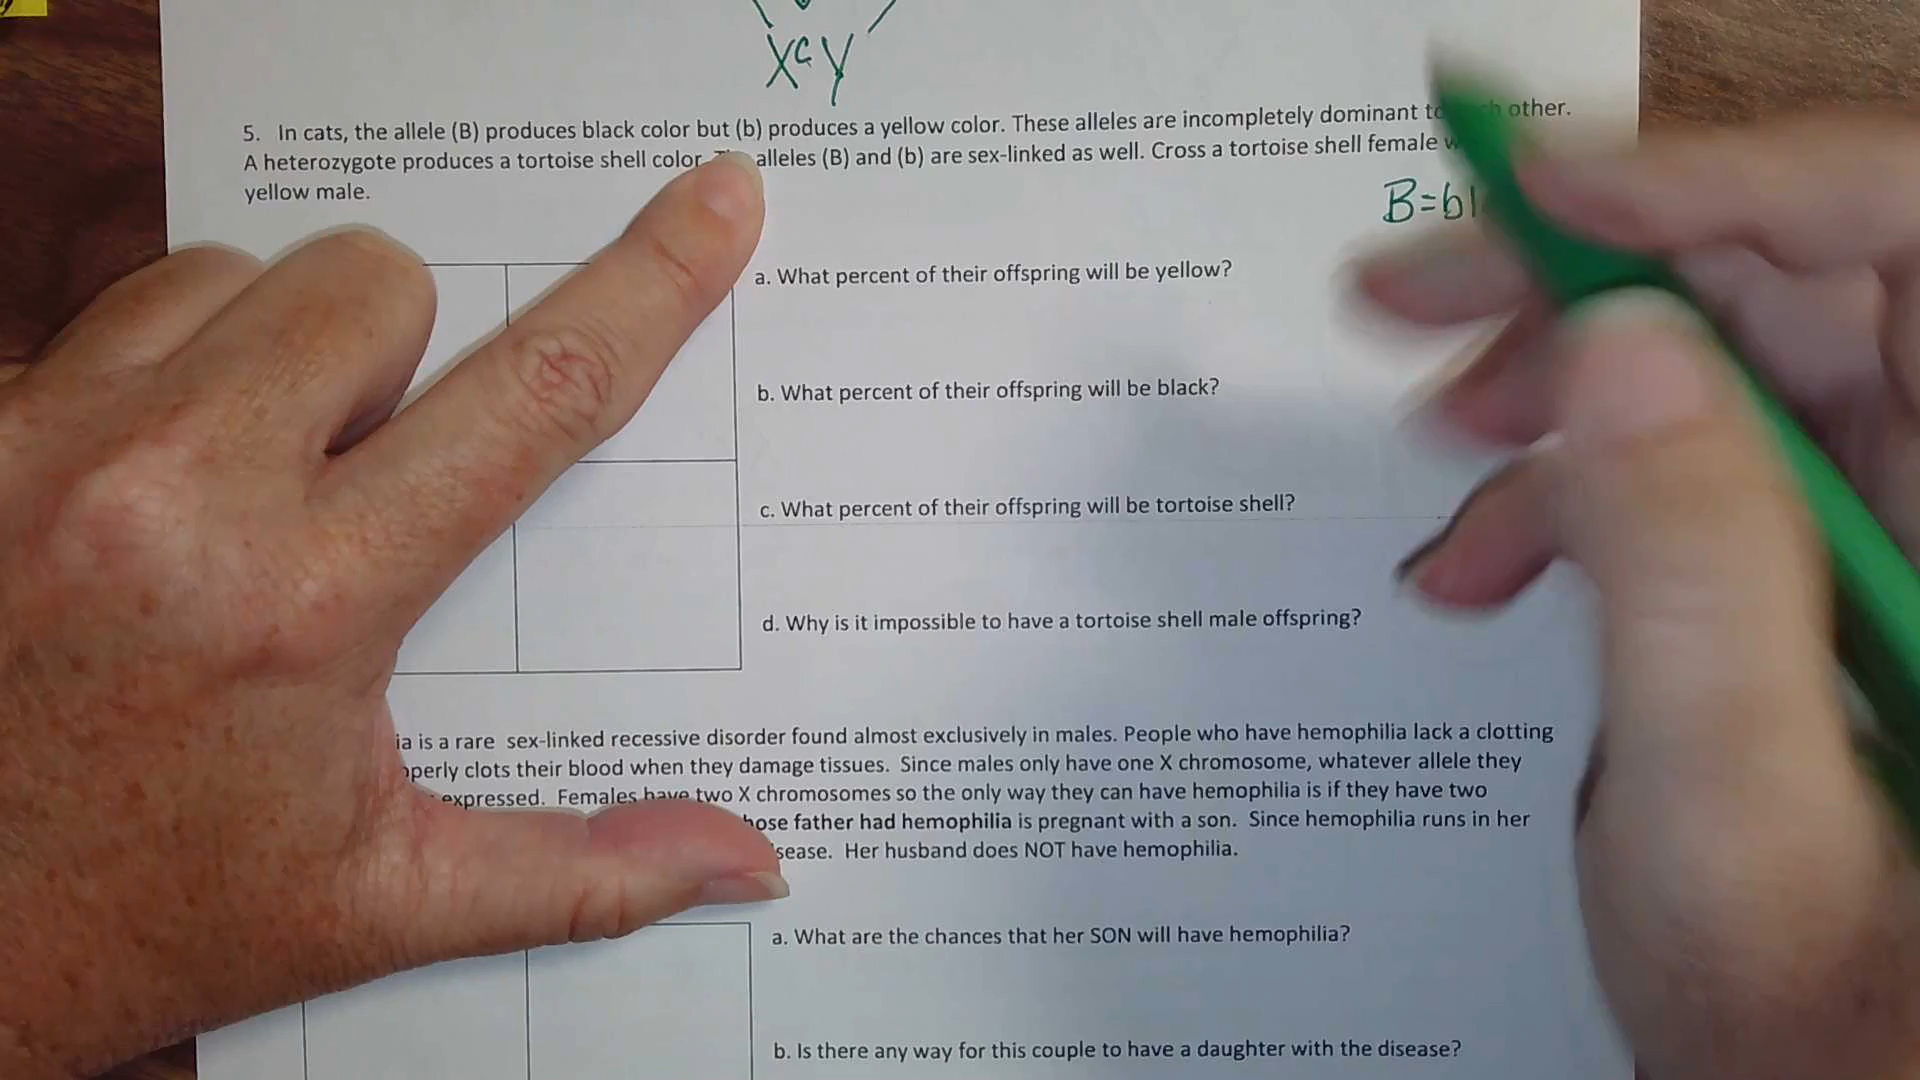 XᶜY
5. In cats, the allele (B) produces black color but (b) produces a yellow color. These alleles are incompletely dominant to other.
A heterozygote produces a tortoise shell color. alleles (B) and (b) are sex-linked as well. Cross a tortoise shell female
yellow male.
B=bl
a. What percent of their offspring will be yellow?
b. What percent of their offspring will be black?
c. What percent of their offspring will be tortoise shell?
d. Why is it impossible to have a tortoise shell male offspring?
is a rare sex-linked recessive disorder found almost exclusively in males. People who have hemophilia lack a clotting
clots their blood when they damage tissues. Since males only have one X chromosome, whatever allele they
expressed. Females have two X chromosomes so the only way they can have hemophilia is if they have two
father had hemophilia is pregnant with a son. Since hemophilia runs in her
Her husband does NOT have hemophilia.
a. What are the chances that her SON will have hemophilia?
b. Is there any way for this couple to have a daughter with the disease?